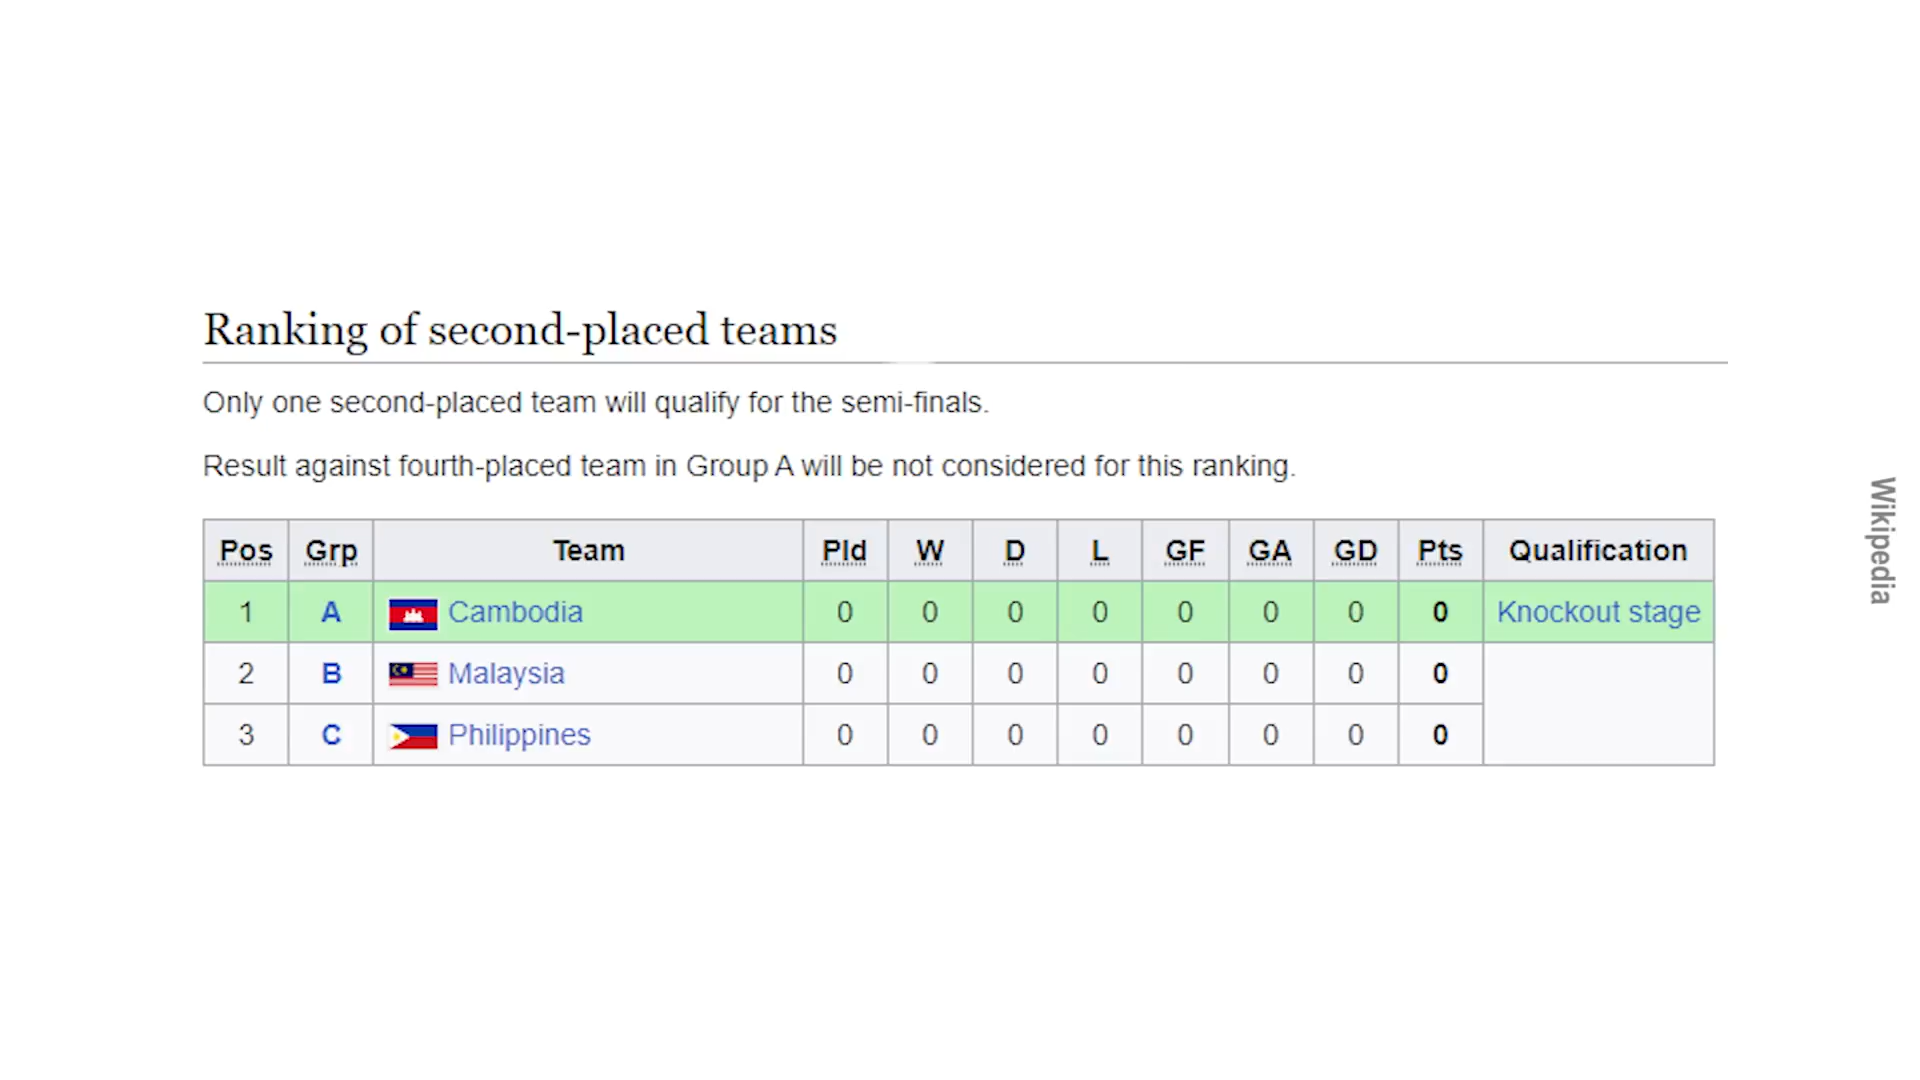 Ranking of second-placed teams
Only one second-placed team will qualify for the semi-finals.
Result against fourth-placed team in Group A will be not considered for this ranking.
Pos Grp Team Pld W D L GF GA GD Pts Qualification
1 A Cambodia 0 0 0 0 0 0 0 0 Knockout stage
2 B Malaysia 0 0 0 0 0 0 0 0
3 C Philippines 0 0 0 0 0 0 0 0
Wikipedia